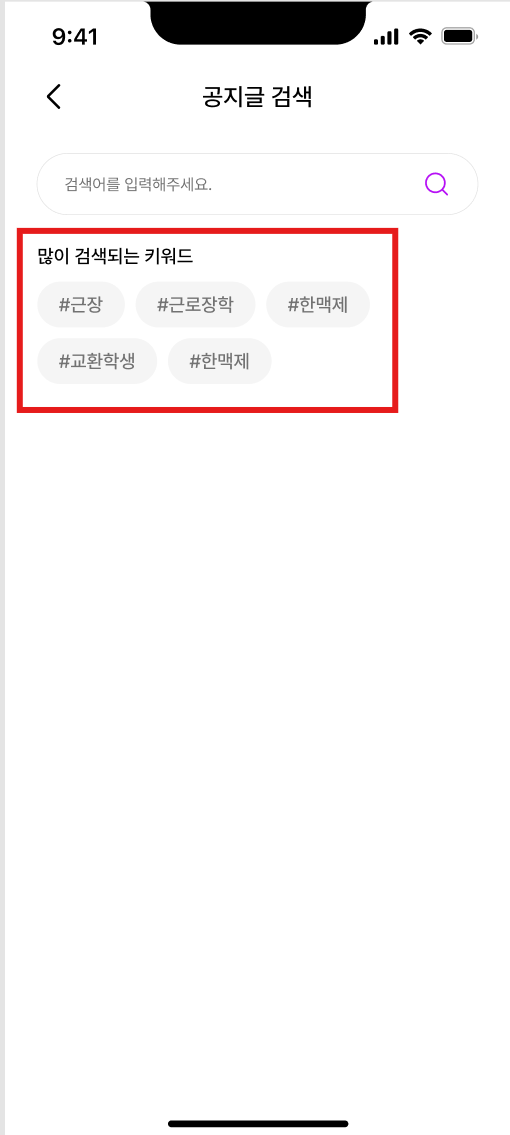 9:41
공지글 검색
검색어를 입력해주세요.
많이 검색되는 키워드
#근장 #근로장학 #한맥제
#교환학생 #한맥제